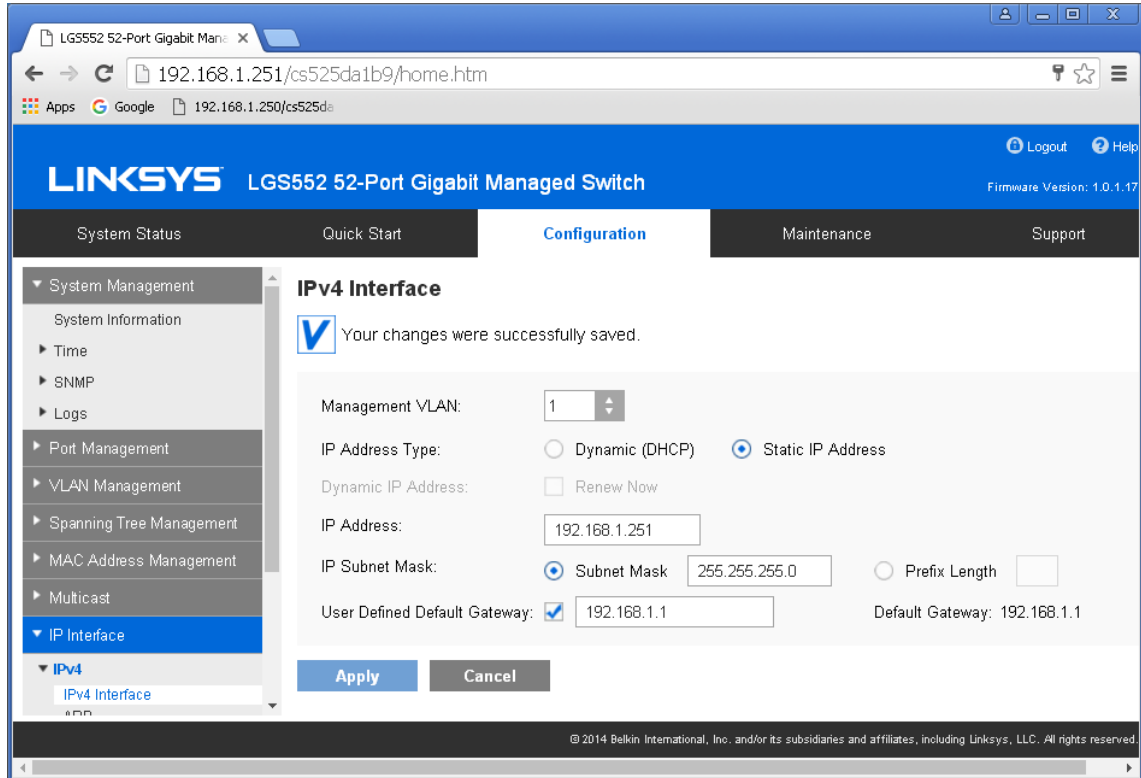 LGS552 52-Port Gigabit Mana
192.168.1.251/cs525da1b9/home.htm
Apps Google 192.168.1.250/cs525da
Logout Help
LINKSYS LGS552 52-Port Gigabit Managed Switch
Firmware Version: 1.0.1.17
System Status Quick Start Configuration Maintenance Support
System Management
System Information
Time
SNMP
Logs
Port Management
VLAN Management
Spanning Tree Management
MAC Address Management
Multicast
IP Interface
IPv4
IPv4 Interface
IPv4 Interface
Your changes were successfully saved.
Management VLAN: 1
IP Address Type: Dynamic (DHCP) Static IP Address
Dynamic IP Address: Renew Now
IP Address: 192.168.1.251
IP Subnet Mask: Subnet Mask 255.255.255.0 Prefix Length
User Defined Default Gateway: 192.168.1.1 Default Gateway: 192.168.1.1
Apply Cancel
© 2014 Belkin International, Inc. and/or its subsidiaries and affiliates, including Linksys, LLC. All rights reserved.